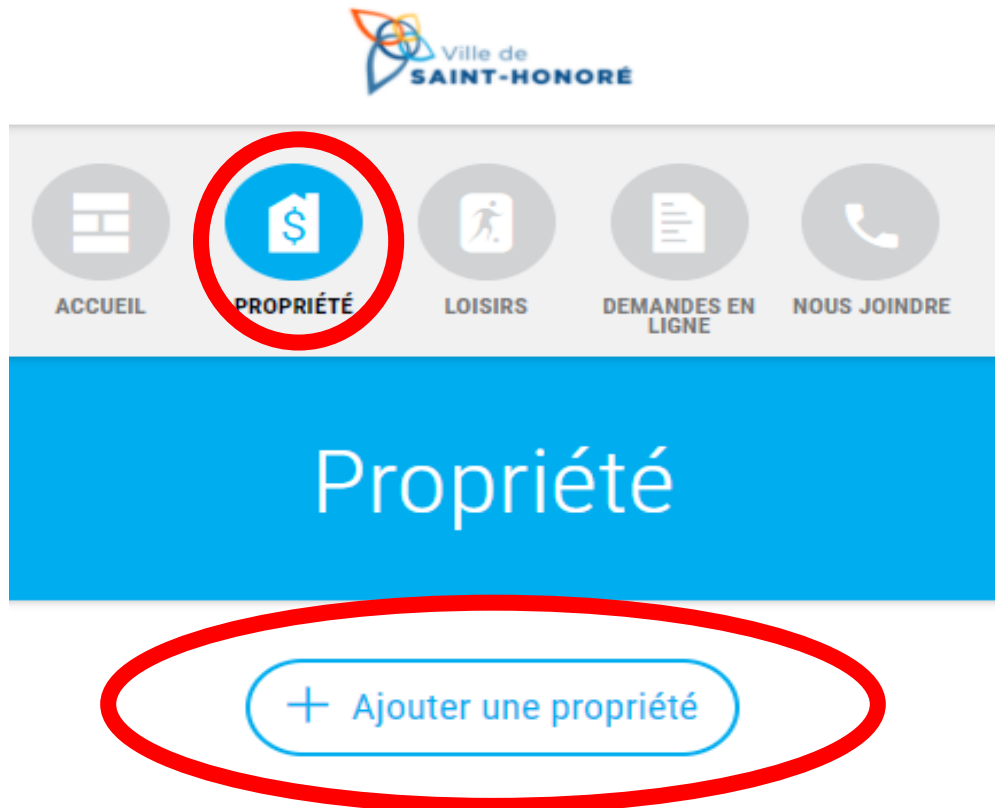 Ville de
SAINT-HONORÉ
$
ACCUEIL
PROPRIÉTÉ
LOISIRS
DEMANDES EN
LIGNE
NOUS JOINDRE
Propriété
+ Ajouter une propriété